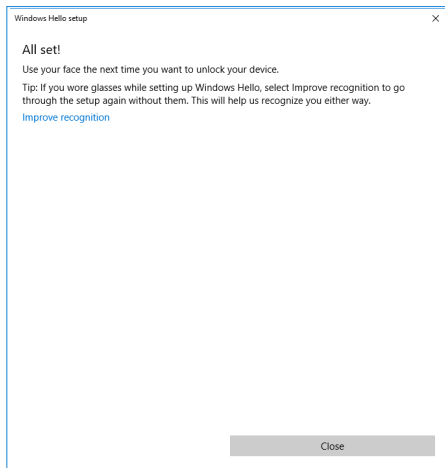 Windows Hello setup
All set!
Use your face the next time you want to unlock your device.
Tip: If you wore glasses while setting up Windows Hello, select Improve recognition to go
through the setup again without them. This will help us recognize you either way.
Improve recognition
Close